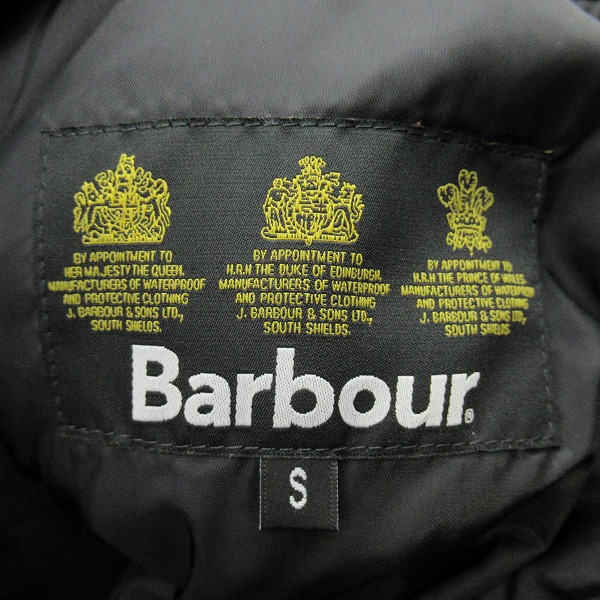 BY APPOINTMENT TO
HER MAJESTY THE QUEEN.
MANUFACTURERS OF WATERPROOF
AND PROTECTIVE CLOTHING
J. BARBOUR & SONS LTD.,
SOUTH SHIELDS.
BY APPOINTMENT TO
H.R.H THE DUKE OF EDINBURGH.
MANUFACTURERS OF WATERPROOF
AND PROTECTIVE CLOTHING
J. BARBOUR & SONS LTD.,
SOUTH SHIELDS.
BY APPOINTMENT TO
H.R.H THE PRINCE OF WALES.
MANUFACTURERS OF WATERPROOF
AND PROTECTIVE CLOTHING
J. BARBOUR & SONS LTD.,
SOUTH SHIELDS.
Barbour®
S